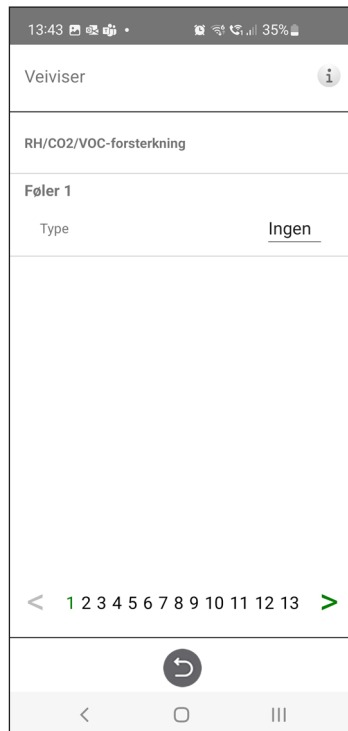 13:43 35%
Veiviser i
RH/CO2/VOC-forsterkning
Føler 1
Type Ingen
< 1 2 3 4 5 6 7 8 9 10 11 12 13 >